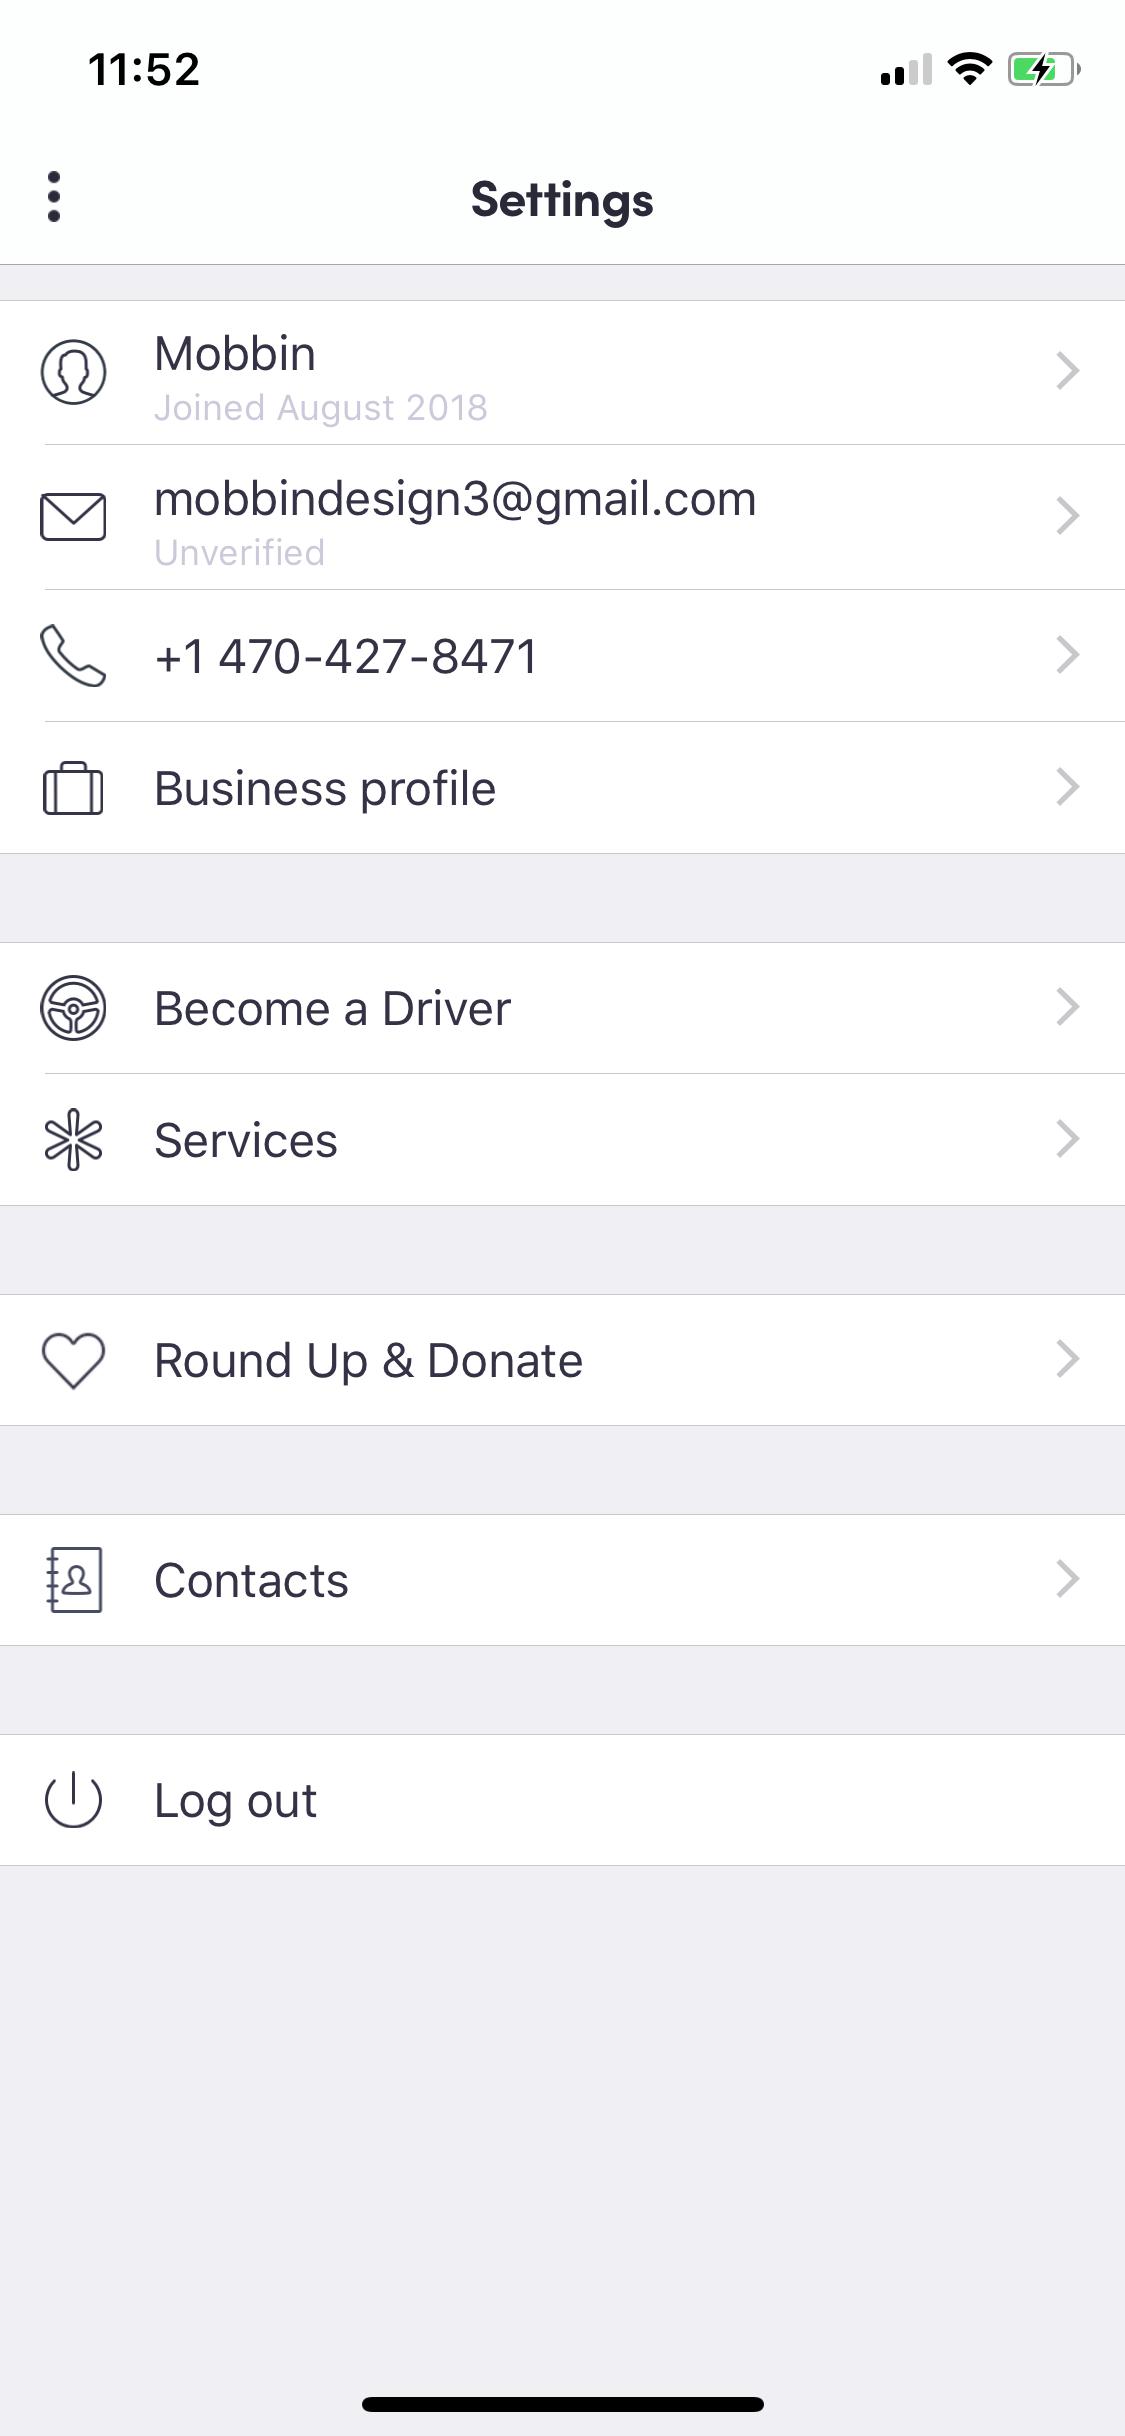 11:52
Settings
Mobbin
Joined August 2018
mobbindesign3@gmail.com
Unverified
+1 470-427-8471
Business profile
Become a Driver
Services
Round Up & Donate
Contacts
Log out